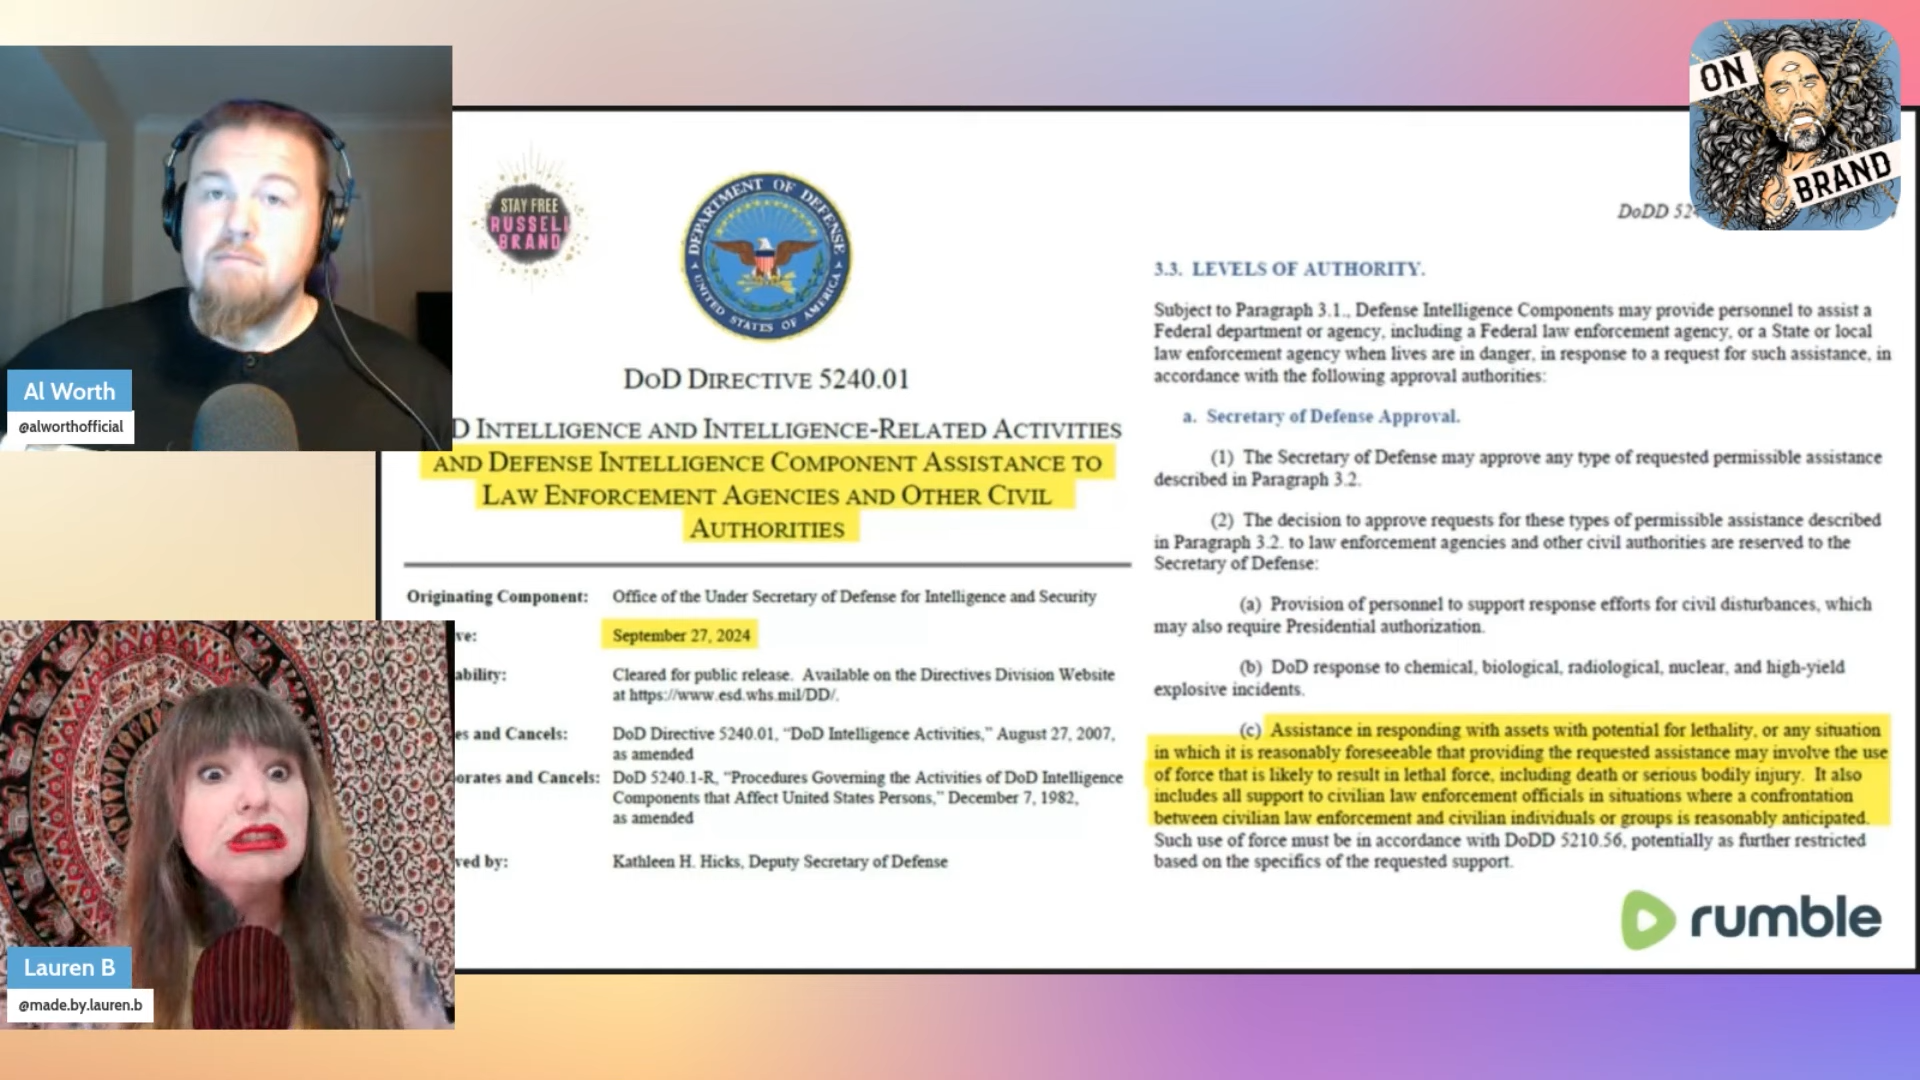 Al Worth
@alworthofficial
Lauren B
@made.by.lauren.b
STAY FREE
RUSSELL
BRAND
DEPARTMENT OF DEFENSE
UNITED STATES OF AMERICA
DOD DIRECTIVE 5240.01
D INTELLIGENCE AND INTELLIGENCE-RELATED ACTIVITIES
AND DEFENSE INTELLIGENCE COMPONENT ASSISTANCE TO
LAW ENFORCEMENT AGENCIES AND OTHER CIVIL
AUTHORITIES
Originating Component: Office of the Under Secretary of Defense for Intelligence and Security
ve: September 27, 2024
ability: Cleared for public release. Available on the Directives Division Website
at https://www.esd.whs.mil/DD/.
es and Cancels: DoD Directive 5240.01, “DoD Intelligence Activities,” August 27, 2007,
as amended
orates and Cancels: DoD 5240.1-R, “Procedures Governing the Activities of DoD Intelligence
Components that Affect United States Persons,” December 7, 1982,
as amended
ved by: Kathleen H. Hicks, Deputy Secretary of Defense
ON
BRAND
DoDD 52
3.3. LEVELS OF AUTHORITY.
Subject to Paragraph 3.1., Defense Intelligence Components may provide personnel to assist a
Federal department or agency, including a Federal law enforcement agency, or a State or local
law enforcement agency when lives are in danger, in response to a request for such assistance, in
accordance with the following approval authorities:
a. Secretary of Defense Approval.
(1) The Secretary of Defense may approve any type of requested permissible assistance
described in Paragraph 3.2.
(2) The decision to approve requests for these types of permissible assistance described
in Paragraph 3.2. to law enforcement agencies and other civil authorities are reserved to the
Secretary of Defense:
(a) Provision of personnel to support response efforts for civil disturbances, which
may also require Presidential authorization.
(b) DoD response to chemical, biological, radiological, nuclear, and high-yield
explosive incidents.
(c) Assistance in responding with assets with potential for lethality, or any situation
in which it is reasonably foreseeable that providing the requested assistance may involve the use
of force that is likely to result in lethal force, including death or serious bodily injury. It also
includes all support to civilian law enforcement officials in situations where a confrontation
between civilian law enforcement and civilian individuals or groups is reasonably anticipated.
Such use of force must be in accordance with DoDD 5210.56, potentially as further restricted
based on the specifics of the requested support.
rumble